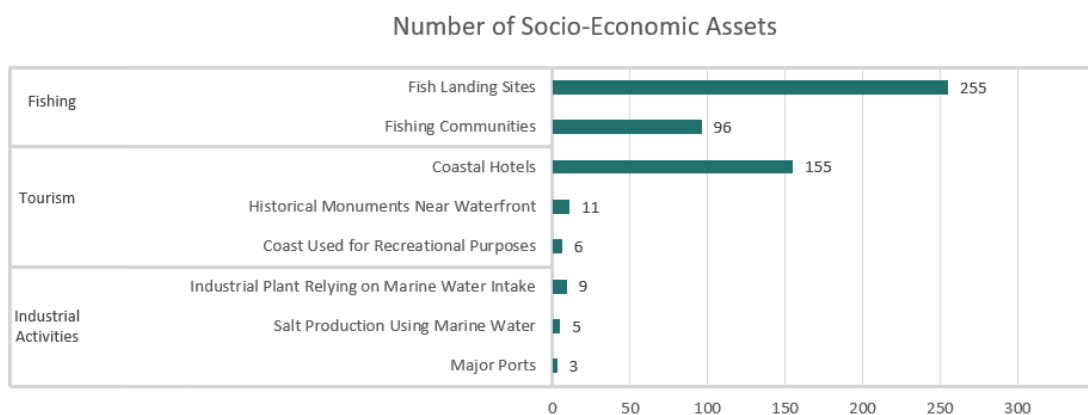 Number of Socio-Economic Assets
Fishing
Fish Landing Sites 255
Fishing Communities 96
Tourism
Coastal Hotels 155
Historical Monuments Near Waterfront 11
Coast Used for Recreational Purposes 6
Industrial
Activities
Industrial Plant Relying on Marine Water Intake 9
Salt Production Using Marine Water 5
Major Ports 3
0 50 100 150 200 250 300